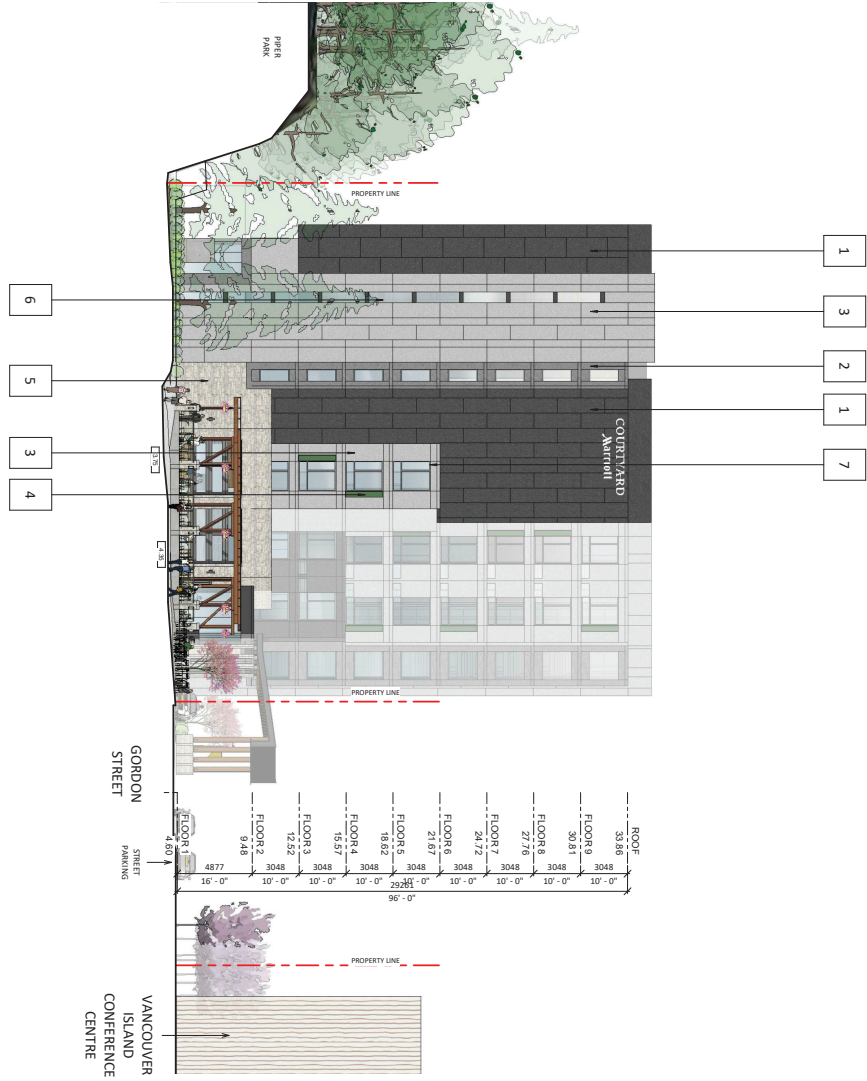 PIPER
PARK
PROPERTY LINE
1
3
2
1
6
5
3
4
7
COURTYARD
Marriott
3.75
4.35
PROPERTY LINE
GORDON
STREET
ROOF
33.86
FLOOR 9
30.81
FLOOR 8
27.76
FLOOR 7
24.72
FLOOR 6
21.67
FLOOR 5
18.62
FLOOR 4
15.57
FLOOR 3
12.52
FLOOR 2
9.48
FLOOR 1
4.60
4877
3048
3048
3048
3048
3048
3048
3048
3048
16' - 0"
10' - 0"
10' - 0"
10' - 0"
10' - 0"
10' - 0"
10' - 0"
10' - 0"
10' - 0"
29261
96' - 0"
STREET
PARKING
PROPERTY LINE
VANCOUVER
ISLAND
CONFERENCE
CENTRE